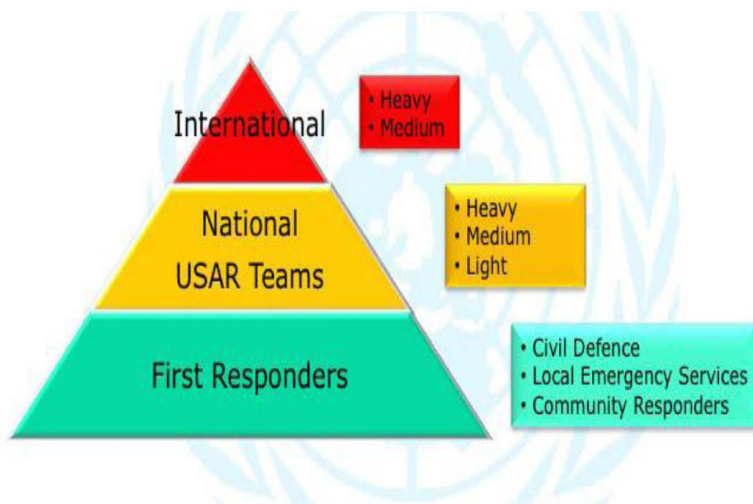 International
• Heavy
• Medium
National
USAR Teams
• Heavy
• Medium
• Light
First Responders
• Civil Defence
• Local Emergency Services
• Community Responders